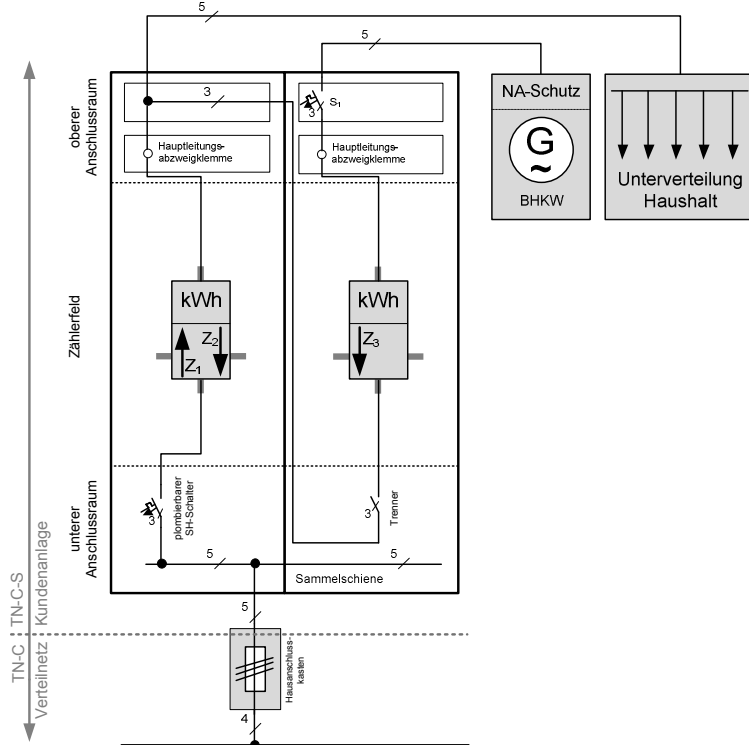 5
5
oberer
Anschlussraum
3
S1
3
Hauptleitungs-
abzweigklemme
Hauptleitungs-
abzweigklemme
NA-Schutz
G
~
BHKW
Unterverteilung
Haushalt
Zählerfeld
kWh
Z1
Z2
kWh
Z3
unterer
Anschlussraum
3
plombierbarer
SH-Schalter
3
Trenner
5
5
Sammelschiene
TN-C-S
Kundenanlage
5
TN-C
Verteilnetz
Hausanschluss-
kasten
4